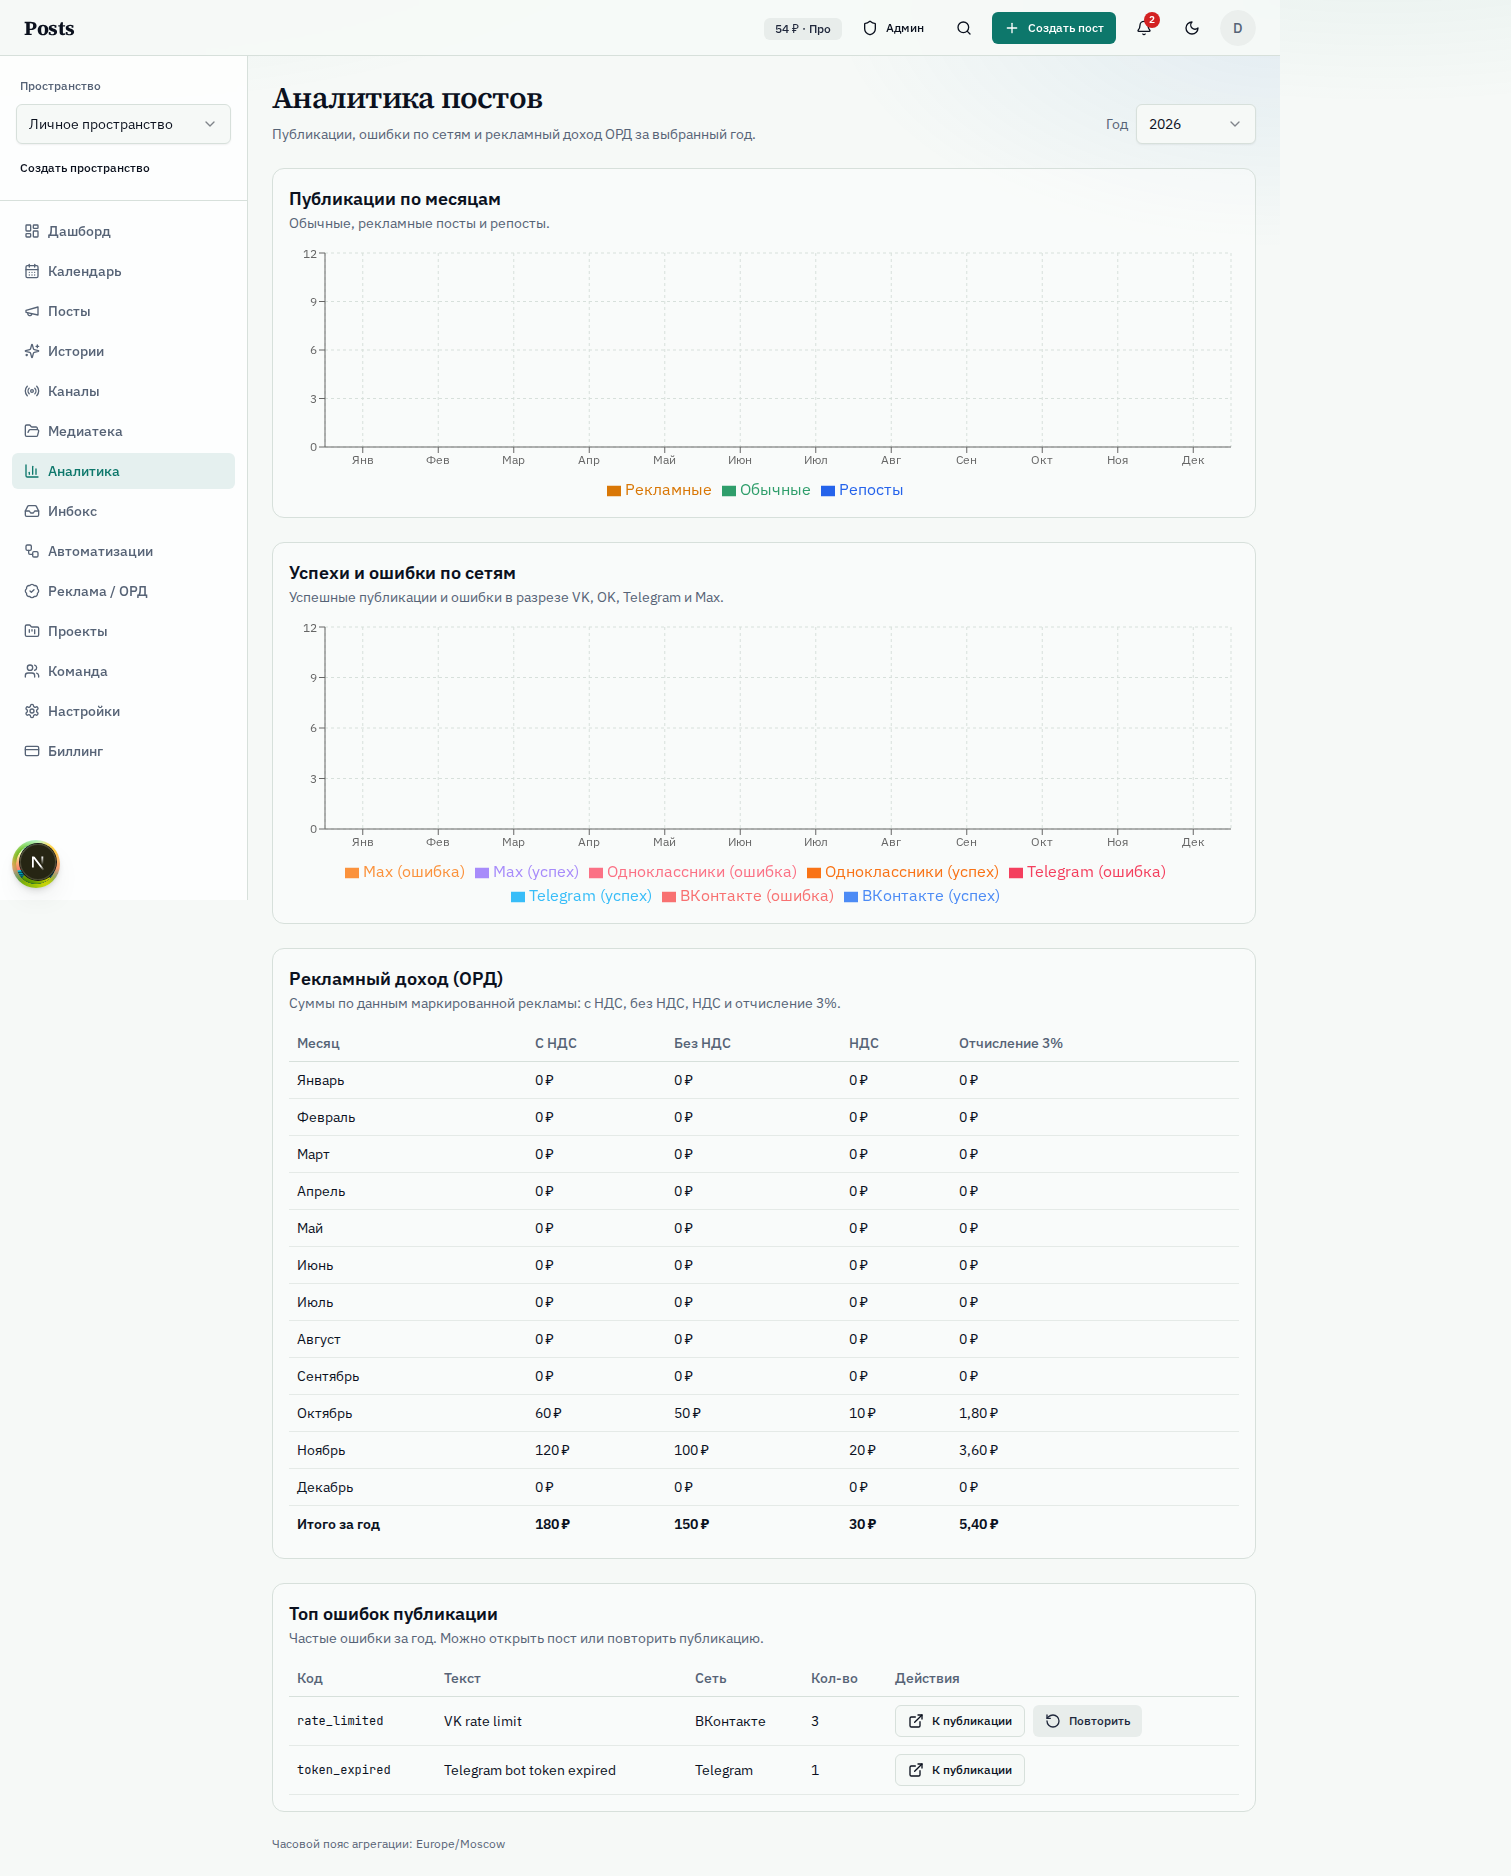 Posts
54 ₽ · Про
Админ
Создать пост
2
D
Пространство
Личное пространство
Создать пространство
Дашборд
Календарь
Посты
Истории
Каналы
Медиатека
Аналитика
Инбокс
Автоматизации
Реклама / ОРД
Проекты
Команда
Настройки
Биллинг
N
Аналитика постов
Публикации, ошибки по сетям и рекламный доход ОРД за выбранный год.
Год
2026
Публикации по месяцам
Обычные, рекламные посты и репосты.
12
9
6
3
0
Янв Фев Мар Апр Май Июн Июл Авг Сен Окт Ноя Дек
Рекламные Обычные Репосты
Успехи и ошибки по сетям
Успешные публикации и ошибки в разрезе VK, OK, Telegram и Max.
12
9
6
3
0
Янв Фев Мар Апр Май Июн Июл Авг Сен Окт Ноя Дек
Max (ошибка) Max (успех) Одноклассники (ошибка) Одноклассники (успех) Telegram (ошибка)
Telegram (успех) ВКонтакте (ошибка) ВКонтакте (успех)
Рекламный доход (ОРД)
Суммы по данным маркированной рекламы: с НДС, без НДС, НДС и отчисление 3%.
Месяц С НДС Без НДС НДС Отчисление 3%
Январь 0 ₽ 0 ₽ 0 ₽ 0 ₽
Февраль 0 ₽ 0 ₽ 0 ₽ 0 ₽
Март 0 ₽ 0 ₽ 0 ₽ 0 ₽
Апрель 0 ₽ 0 ₽ 0 ₽ 0 ₽
Май 0 ₽ 0 ₽ 0 ₽ 0 ₽
Июнь 0 ₽ 0 ₽ 0 ₽ 0 ₽
Июль 0 ₽ 0 ₽ 0 ₽ 0 ₽
Август 0 ₽ 0 ₽ 0 ₽ 0 ₽
Сентябрь 0 ₽ 0 ₽ 0 ₽ 0 ₽
Октябрь 60 ₽ 50 ₽ 10 ₽ 1,80 ₽
Ноябрь 120 ₽ 100 ₽ 20 ₽ 3,60 ₽
Декабрь 0 ₽ 0 ₽ 0 ₽ 0 ₽
Итого за год 180 ₽ 150 ₽ 30 ₽ 5,40 ₽
Топ ошибок публикации
Частые ошибки за год. Можно открыть пост или повторить публикацию.
Код Текст Сеть Кол-во Действия
rate_limited VK rate limit ВКонтакте 3 К публикации Повторить
token_expired Telegram bot token expired Telegram 1 К публикации
Часовой пояс агрегации: Europe/Moscow